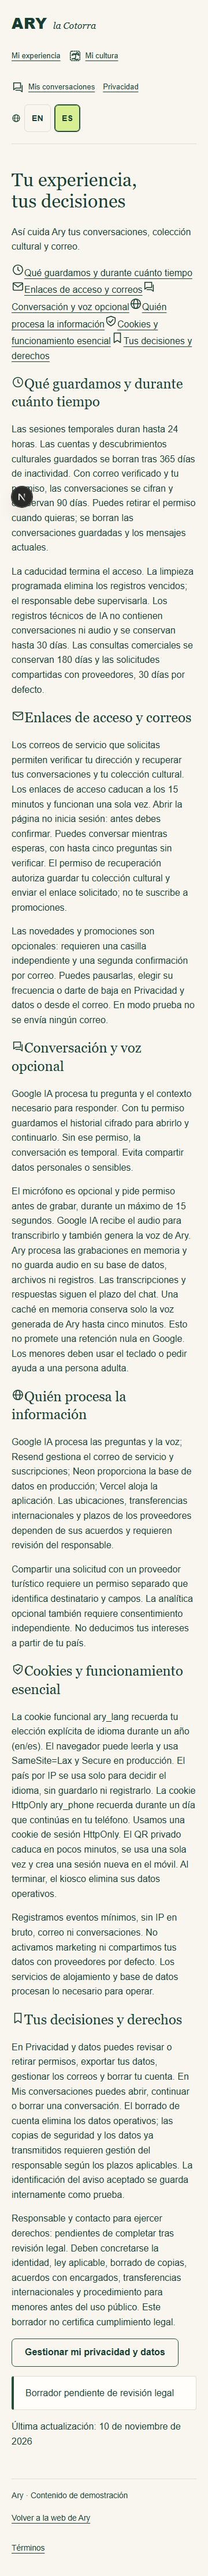 ARY la Cotorra
Mi experiencia Mi cultura
Mis conversaciones Privacidad
EN ES
Tu experiencia,
tus decisiones
Así cuida Ary tus conversaciones, colección
cultural y correo.
Qué guardamos y durante cuánto tiempo
Enlaces de acceso y correos
Conversación y voz opcional Quién
procesa la información Cookies y
funcionamiento esencial Tus decisiones y
derechos
Qué guardamos y durante
cuánto tiempo
Las sesiones temporales duran hasta 24
horas. Las cuentas y descubrimientos
culturales guardados se borran tras 365 días
de inactividad. Con correo verificado y tu
permiso, las conversaciones se cifran y
conservan 90 días. Puedes retirar el permiso
cuando quieras; se borran las
conversaciones guardadas y los mensajes
actuales.
La caducidad termina el acceso. La limpieza
programada elimina los registros vencidos;
el responsable debe supervisarla. Los
registros técnicos de IA no contienen
conversaciones ni audio y se conservan
hasta 30 días. Las consultas comerciales se
conservan 180 días y las solicitudes
compartidas con proveedores, 30 días por
defecto.
Enlaces de acceso y correos
Los correos de servicio que solicitas
permiten verificar tu dirección y recuperar
tus conversaciones y tu colección cultural.
Los enlaces de acceso caducan a los 15
minutos y funcionan una sola vez. Abrir la
página no inicia sesión: antes debes
confirmar. Puedes conversar mientras
esperas, con hasta cinco preguntas sin
verificar. El permiso de recuperación
autoriza guardar tu colección cultural y
enviar el enlace solicitado; no te suscribe a
promociones.
Las novedades y promociones son
opcionales: requieren una casilla
independiente y una segunda confirmación
por correo. Puedes pausarlas, elegir su
frecuencia o darte de baja en Privacidad y
datos o desde el correo. En modo prueba no
se envía ningún correo.
Conversación y voz
opcional
Google IA procesa tu pregunta y el contexto
necesario para responder. Con tu permiso
guardamos el historial cifrado para abrirlo y
continuarlo. Sin ese permiso, la
conversación es temporal. Evita compartir
datos personales o sensibles.
El micrófono es opcional y pide permiso
antes de grabar, durante un máximo de 15
segundos. Google IA recibe el audio para
transcribirlo y también genera la voz de Ary.
Ary procesa las grabaciones en memoria y
no guarda audio en su base de datos,
archivos ni registros. Las transcripciones y
respuestas siguen el plazo del chat. Una
caché en memoria conserva solo la voz
generada de Ary hasta cinco minutos. Esto
no promete una retención nula en Google.
Los menores deben usar el teclado o pedir
ayuda a una persona adulta.
Quién procesa la
información
Google IA procesa las preguntas y la voz;
Resend gestiona el correo de servicio y
suscripciones; Neon proporciona la base de
datos en producción; Vercel aloja la
aplicación. Las ubicaciones, transferencias
internacionales y plazos de los proveedores
dependen de sus acuerdos y requieren
revisión del responsable.
Compartir una solicitud con un proveedor
turístico requiere un permiso separado que
identifica destinatario y campos. La analítica
opcional también requiere consentimiento
independiente. No deducimos tus intereses
a partir de tu país.
Cookies y funcionamiento
esencial
La cookie funcional ary_lang recuerda tu
elección explícita de idioma durante un año
(en/es). El navegador puede leerla y usa
SameSite=Lax y Secure en producción. El
país por IP se usa solo para decidir el
idioma, sin guardarlo ni registrarlo. La cookie
HttpOnly ary_phone recuerda durante un día
que continúas en tu teléfono. Usamos una
cookie de sesión HttpOnly. El QR privado
caduca en pocos minutos, se usa una sola
vez y crea una sesión nueva en el móvil. Al
terminar, el kiosco elimina sus datos
operativos.
Registramos eventos mínimos, sin IP en
bruto, correo ni conversaciones. No
activamos marketing ni compartimos tus
datos con proveedores por defecto. Los
servicios de alojamiento y base de datos
procesan lo necesario para operar.
Tus decisiones y derechos
En Privacidad y datos puedes revisar o
retirar permisos, exportar tus datos,
gestionar los correos y borrar tu cuenta. En
Mis conversaciones puedes abrir, continuar
o borrar una conversación. El borrado de
cuenta elimina los datos operativos; las
copias de seguridad y los datos ya
transmitidos requieren gestión del
responsable según los plazos aplicables. La
identificación del aviso aceptado se guarda
internamente como prueba.
Responsable y contacto para ejercer
derechos: pendientes de completar tras
revisión legal. Deben concretarse la
identidad, ley aplicable, borrado de copias,
acuerdos con encargados, transferencias
internacionales y procedimiento para
menores antes del uso público. Este
borrador no certifica cumplimiento legal.
Gestionar mi privacidad y datos
Borrador pendiente de revisión legal
Última actualización: 10 de noviembre de
2026
Ary · Contenido de demostración
Volver a la web de Ary
Términos